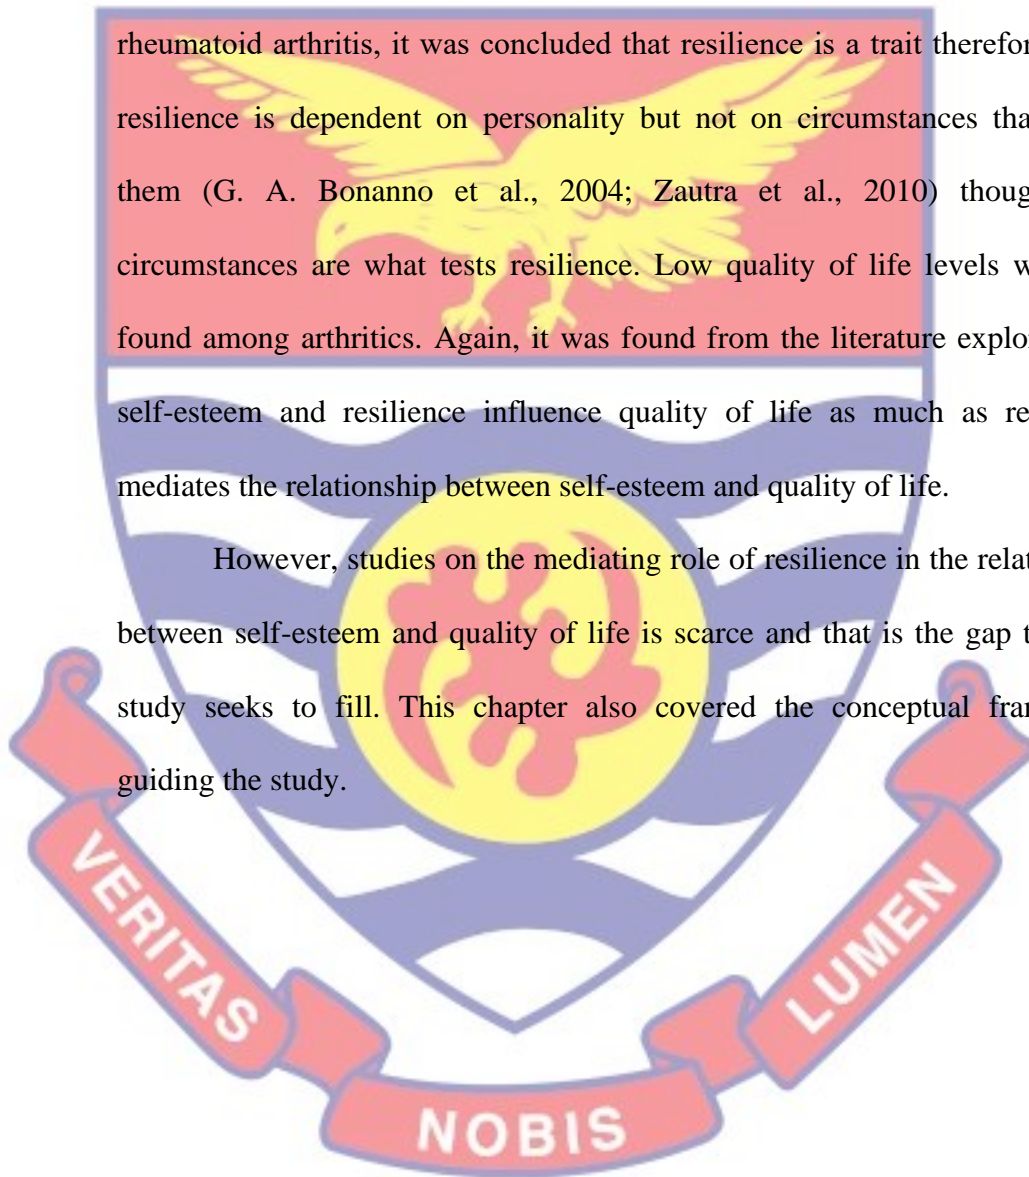 rheumatoid arthritis, it was concluded that resilience is a trait therefor
resilience is dependent on personality but not on circumstances tha
them (G. A. Bonanno et al., 2004; Zautra et al., 2010) thoug
circumstances are what tests resilience. Low quality of life levels w
found among arthritics. Again, it was found from the literature explo
self-esteem and resilience influence quality of life as much as re
mediates the relationship between self-esteem and quality of life.
However, studies on the mediating role of resilience in the relat
between self-esteem and quality of life is scarce and that is the gap t
study seeks to fill. This chapter also covered the conceptual fra
guiding the study.
VERITAS
NOBIS
LUMEN